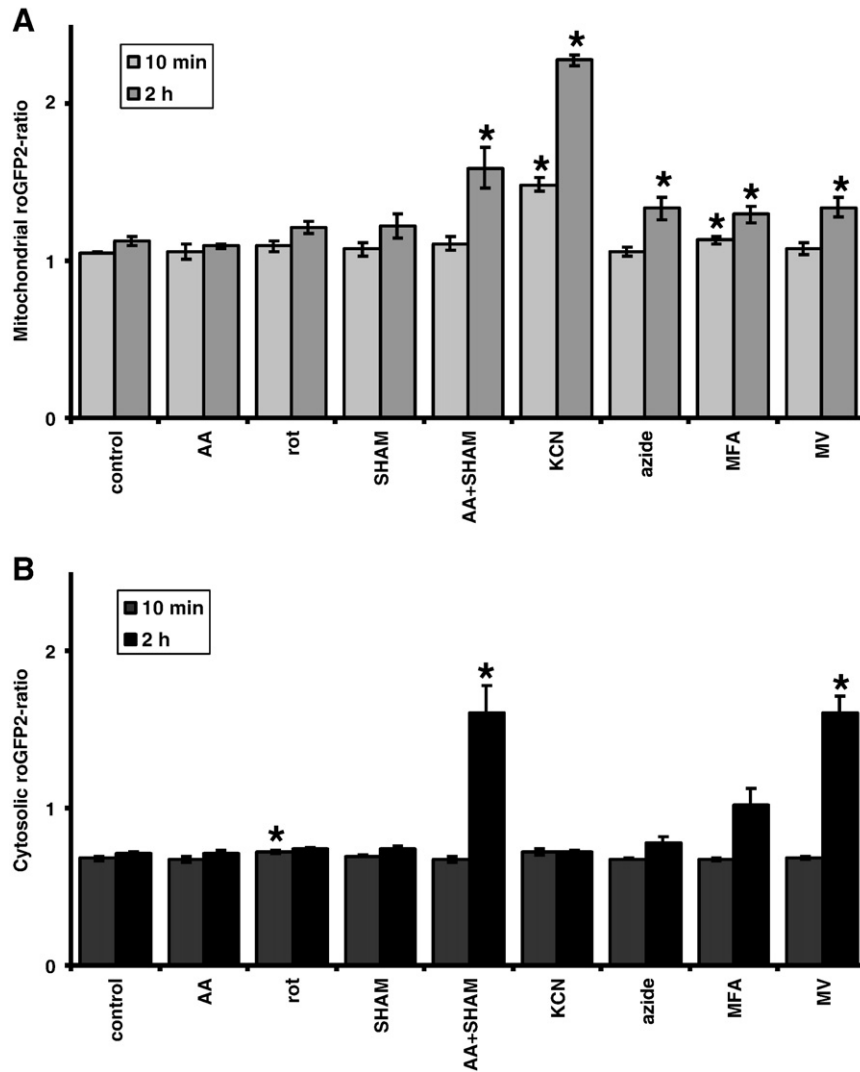 A
10 min
2 h
Mitochondrial roGFP2-ratio
2
1
0
control
AA
rot
SHAM
AA+SHAM
KCN
azide
MFA
MV
* * * * * * *
B
10 min
2 h
Cytosolic roGFP2-ratio
2
1
0
control
AA
rot
SHAM
AA+SHAM
KCN
azide
MFA
MV
* * *